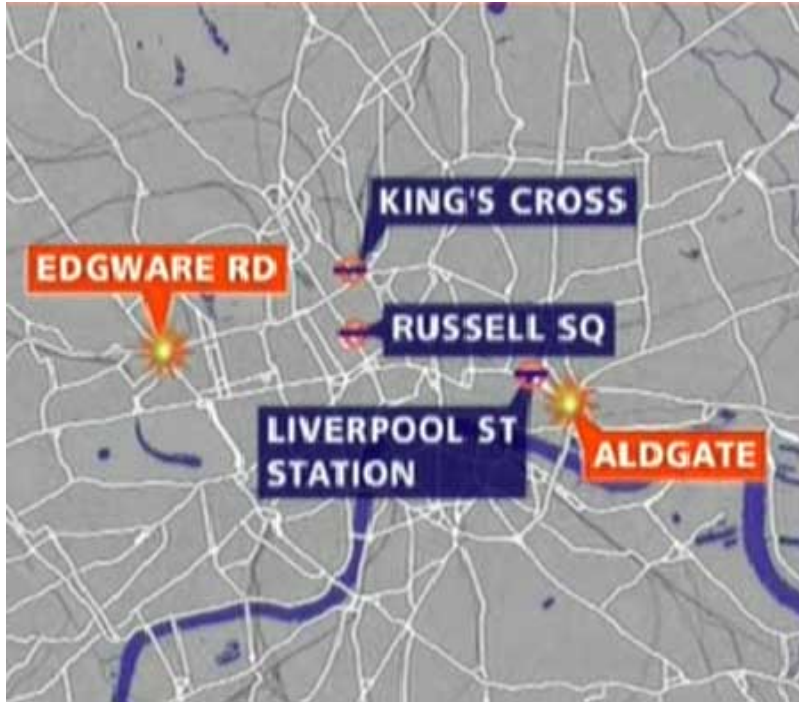 KING'S CROSS
EDGWARE RD
RUSSELL SQ
LIVERPOOL ST
STATION
ALDGATE